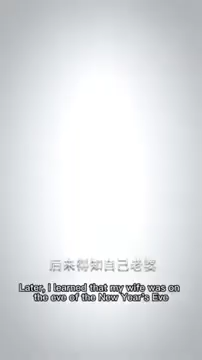 后来得知自己老婆
Later, I learned that my wife was on
the eve of the New Year's Eve